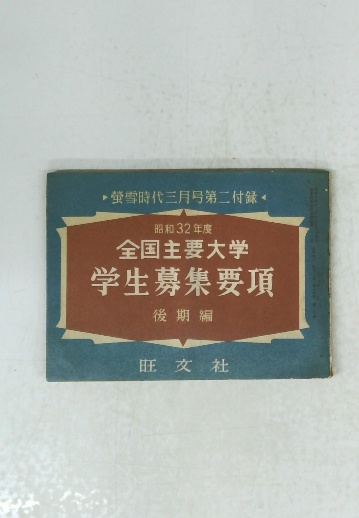 ▶螢雪時代三月号第二付録◀
昭和32年度
全国主要大学
学生募集要項
後期編
旺文社